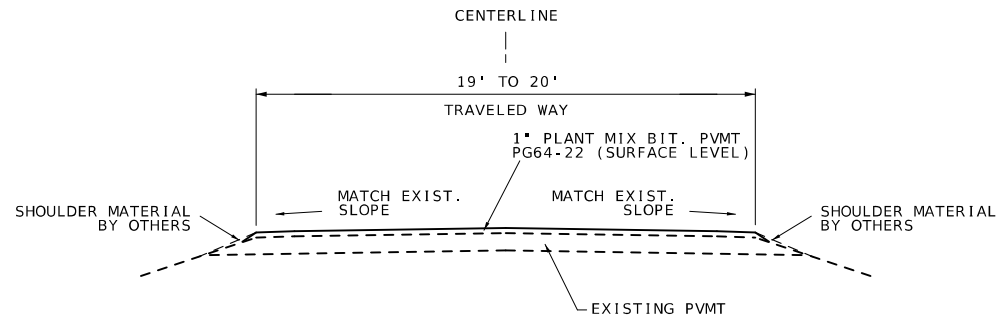 CENTERLINE
19' TO 20'
TRAVELED WAY
1" PLANT MIX BIT. PVMT
PG64-22 (SURFACE LEVEL)
MATCH EXIST.
SLOPE
MATCH EXIST.
SLOPE
SHOULDER MATERIAL
BY OTHERS
SHOULDER MATERIAL
BY OTHERS
EXISTING PVMT